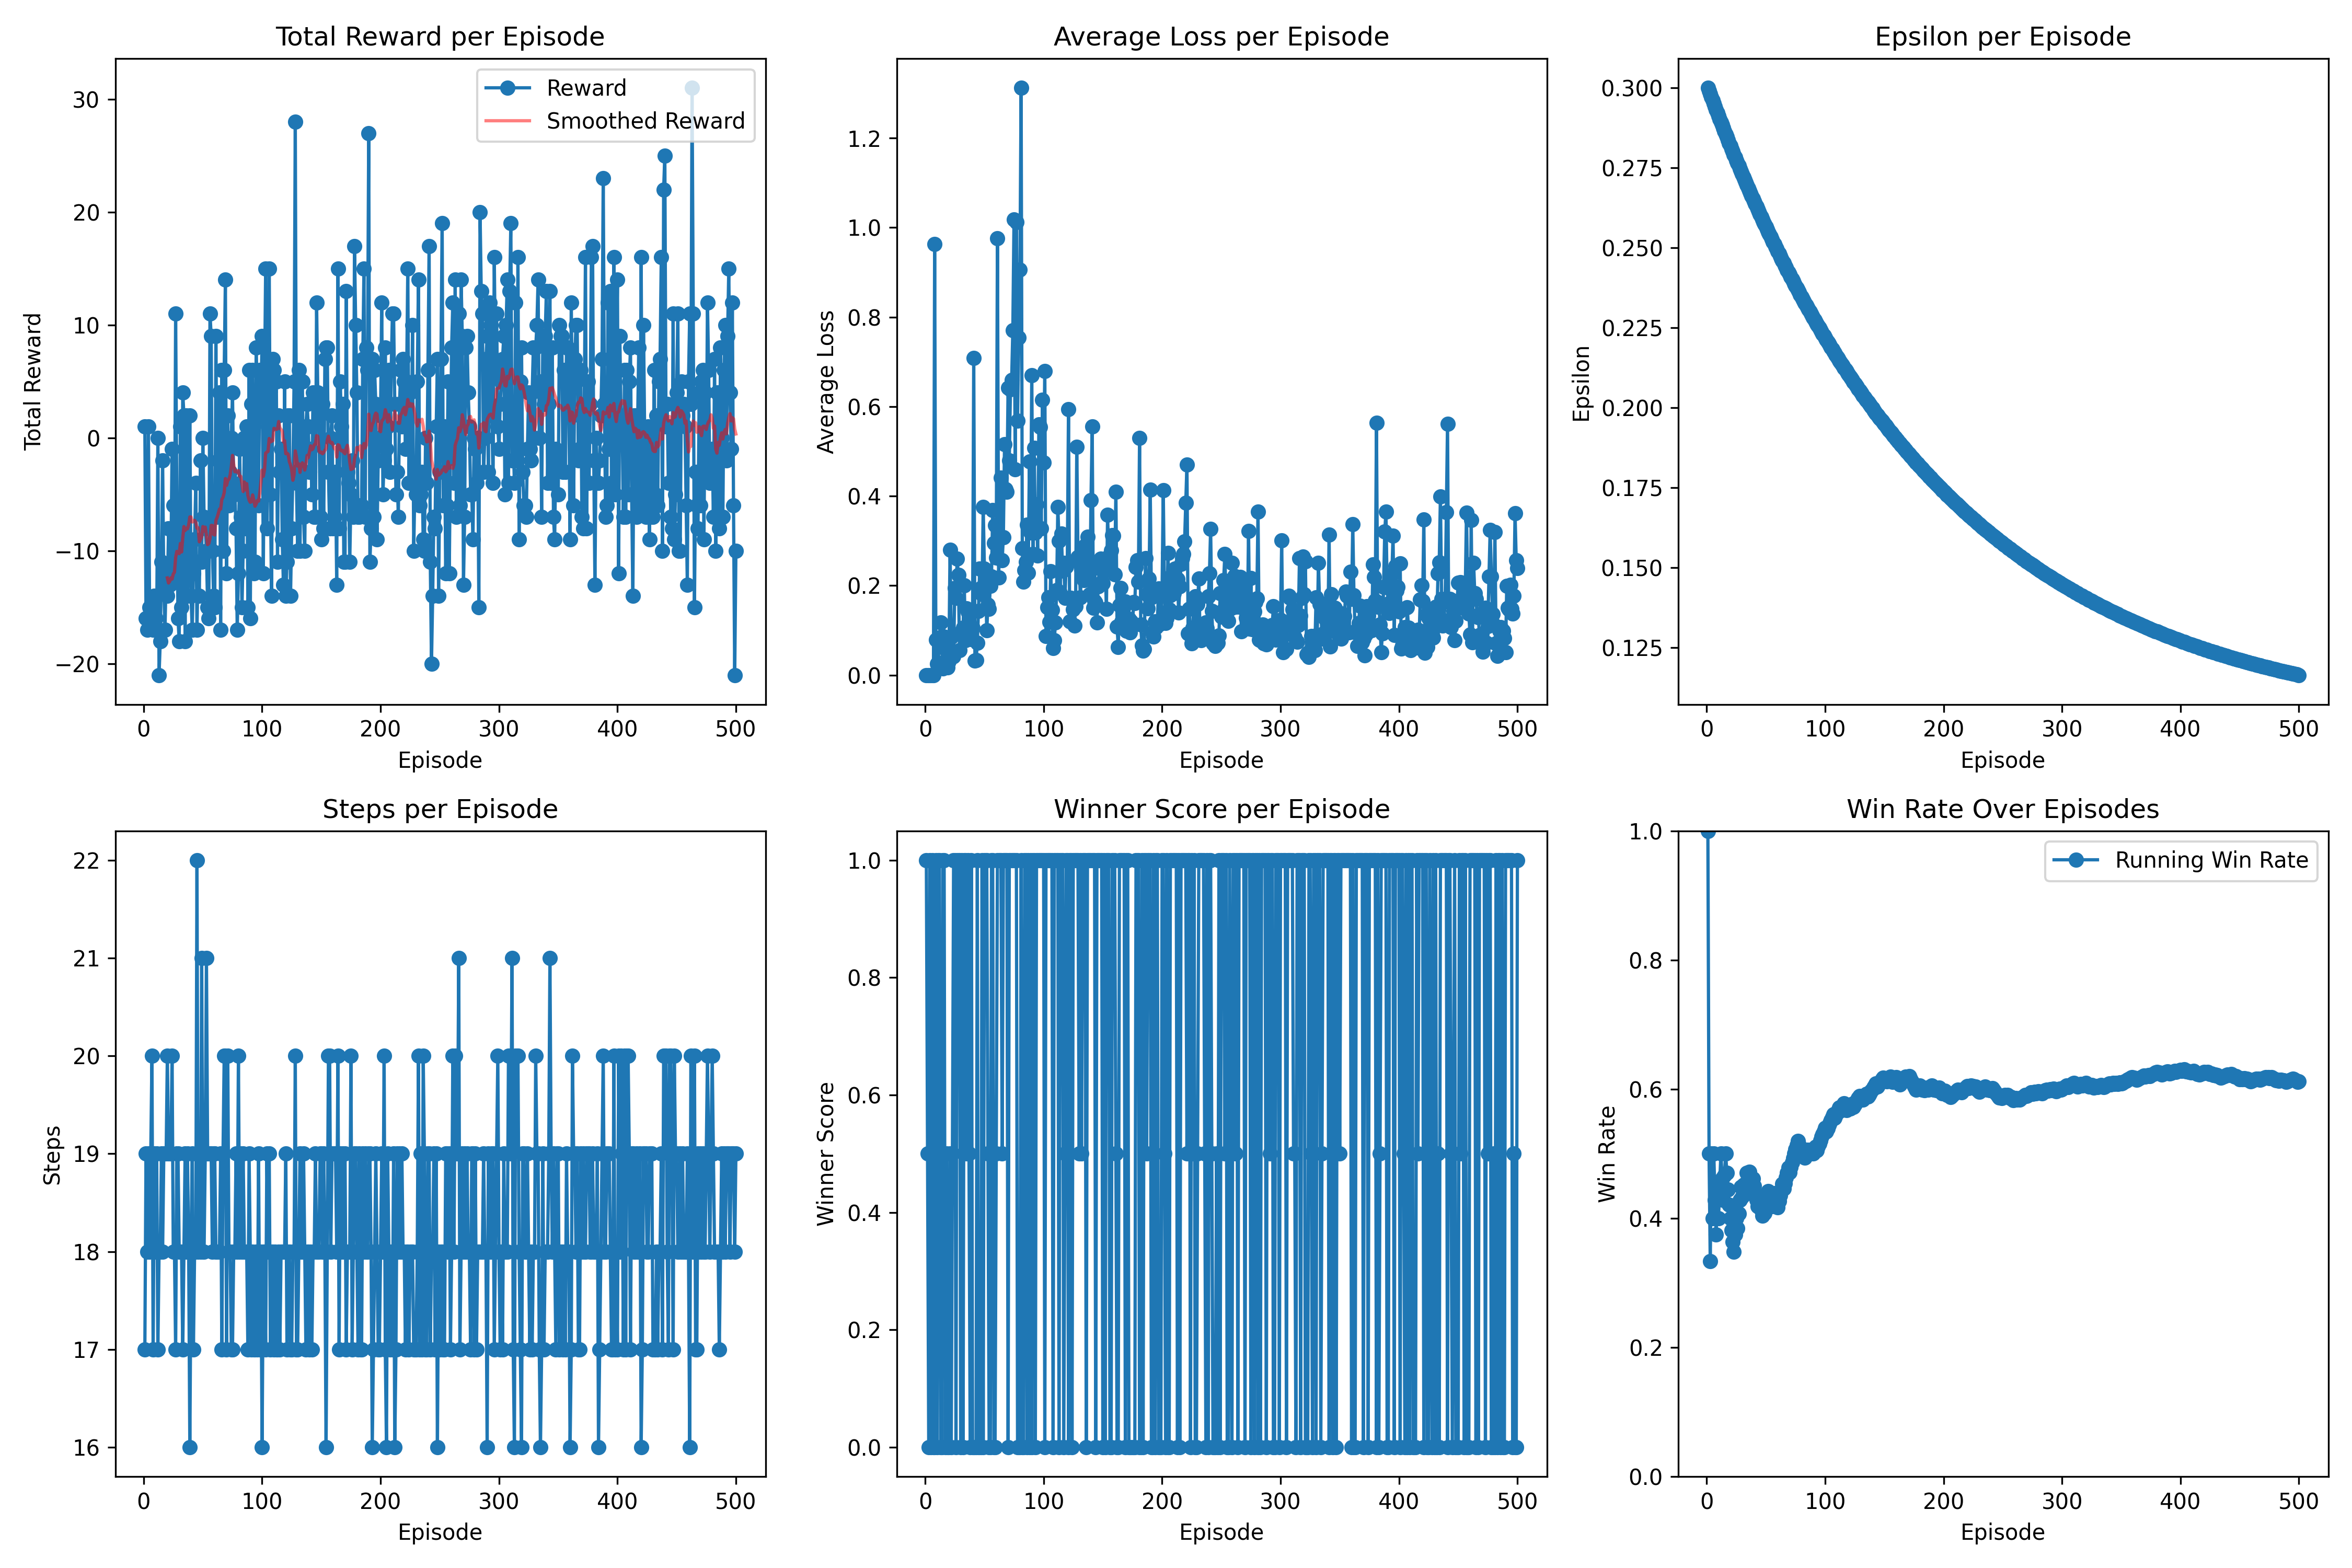 Total Reward per Episode
Average Loss per Episode
Epsilon per Episode
Reward
Smoothed Reward
Total Reward
30
20
10
0
−10
−20
0 100 200 300 400 500
Episode
Average Loss
1.2
1.0
0.8
0.6
0.4
0.2
0.0
0 100 200 300 400 500
Episode
Epsilon
0.300
0.275
0.250
0.225
0.200
0.175
0.150
0.125
0 100 200 300 400 500
Episode
Steps per Episode
Winner Score per Episode
Win Rate Over Episodes
Steps
22
21
20
19
18
17
16
0 100 200 300 400 500
Episode
Winner Score
1.0
0.8
0.6
0.4
0.2
0.0
0 100 200 300 400 500
Episode
Running Win Rate
Win Rate
1.0
0.8
0.6
0.4
0.2
0.0
0 100 200 300 400 500
Episode